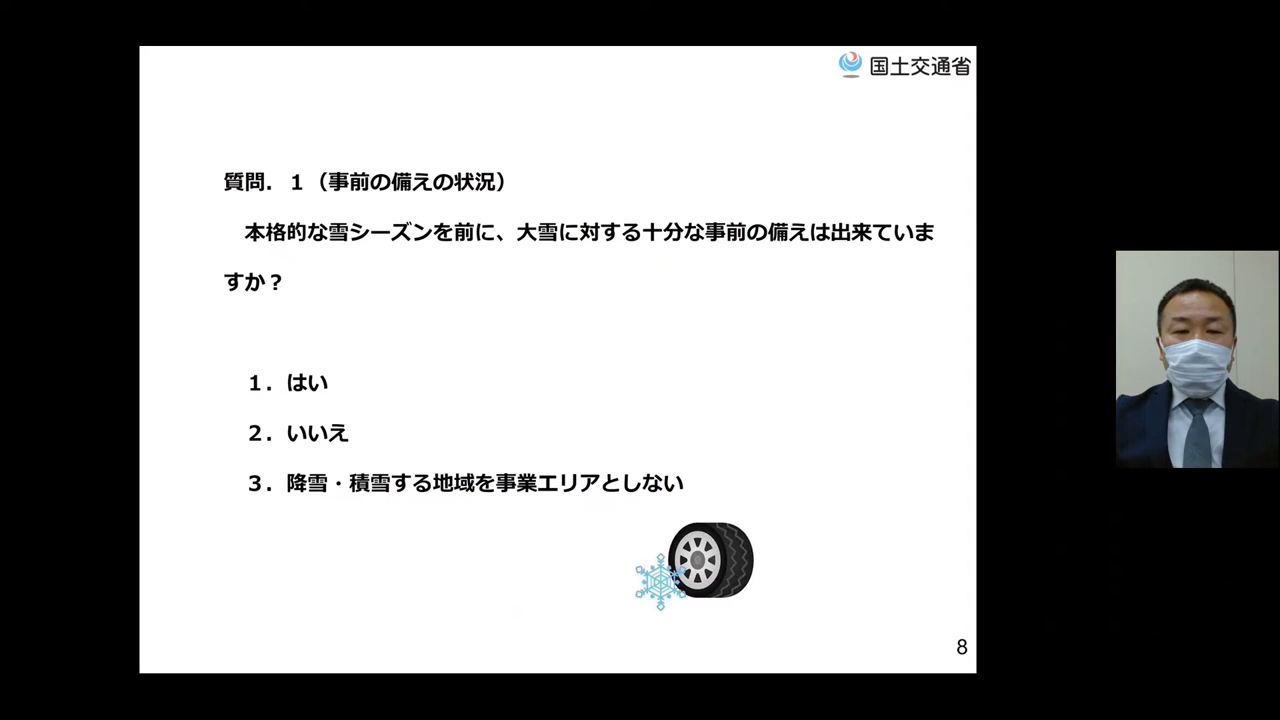 国土交通省
質問．１（事前の備えの状況）
本格的な雪シーズンを前に、大雪に対する十分な事前の備えは出来ていま
すか？
１．はい
２．いいえ
３．降雪・積雪する地域を事業エリアとしない
8